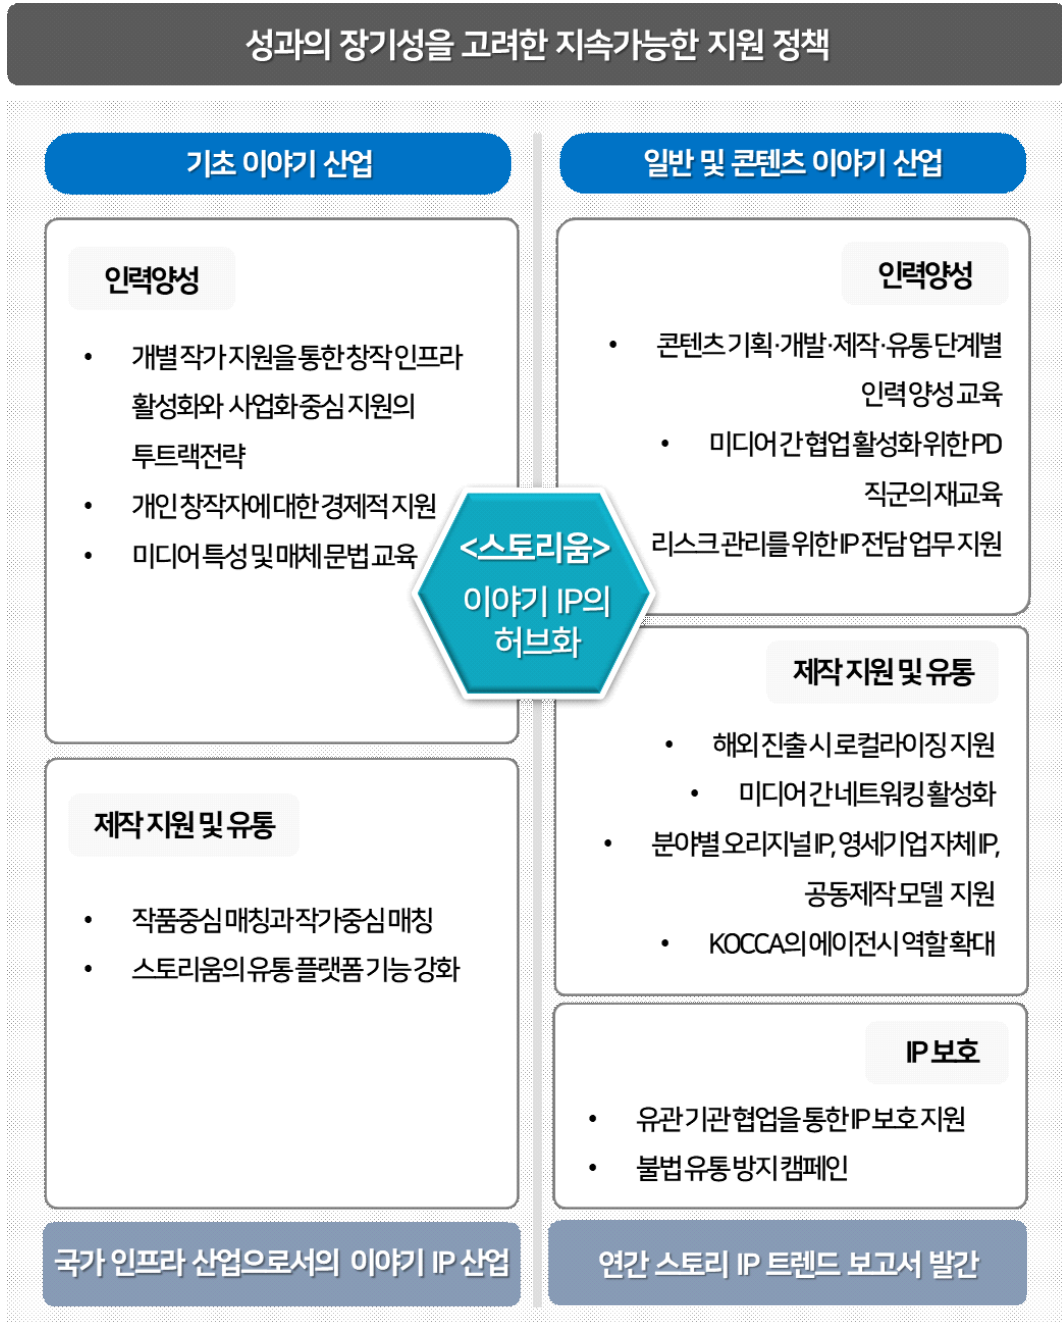 성과의 장기성을 고려한 지속가능한 지원 정책
기초 이야기 산업
인력양성
• 개별 작가 지원을 통한 창작 인프라
활성화와 사업화 중심 지원의
투트랙전략
• 개인 창작자에 대한 경제적 지원
• 미디어 특성 및 매체 문법 교육
제작 지원 및 유통
• 작품중심 매칭과 작가중심 매칭
• 스토리움의 유통 플랫폼 기능 강화
국가 인프라 산업으로서의 이야기 IP 산업
<스토리움>
이야기 IP의
허브화
일반 및 콘텐츠 이야기 산업
인력양성
• 콘텐츠 기획·개발·제작·유통 단계별
인력 양성 교육
• 미디어 간 협업 활성화 위한 PD
직군의 재교육
리스크 관리를 위한 IP 전담 업무 지원
제작 지원 및 유통
• 해외 진출 시 로컬라이징 지원
• 미디어 간 네트워킹 활성화
• 분야별 오리지널 IP, 영세기업 자체 IP,
공동제작 모델 지원
• KOCCA의 에이전시 역할 확대
IP 보호
• 유관 기관 협업을 통한 IP 보호 지원
• 불법 유통 방지 캠페인
연간 스토리 IP 트렌드 보고서 발간